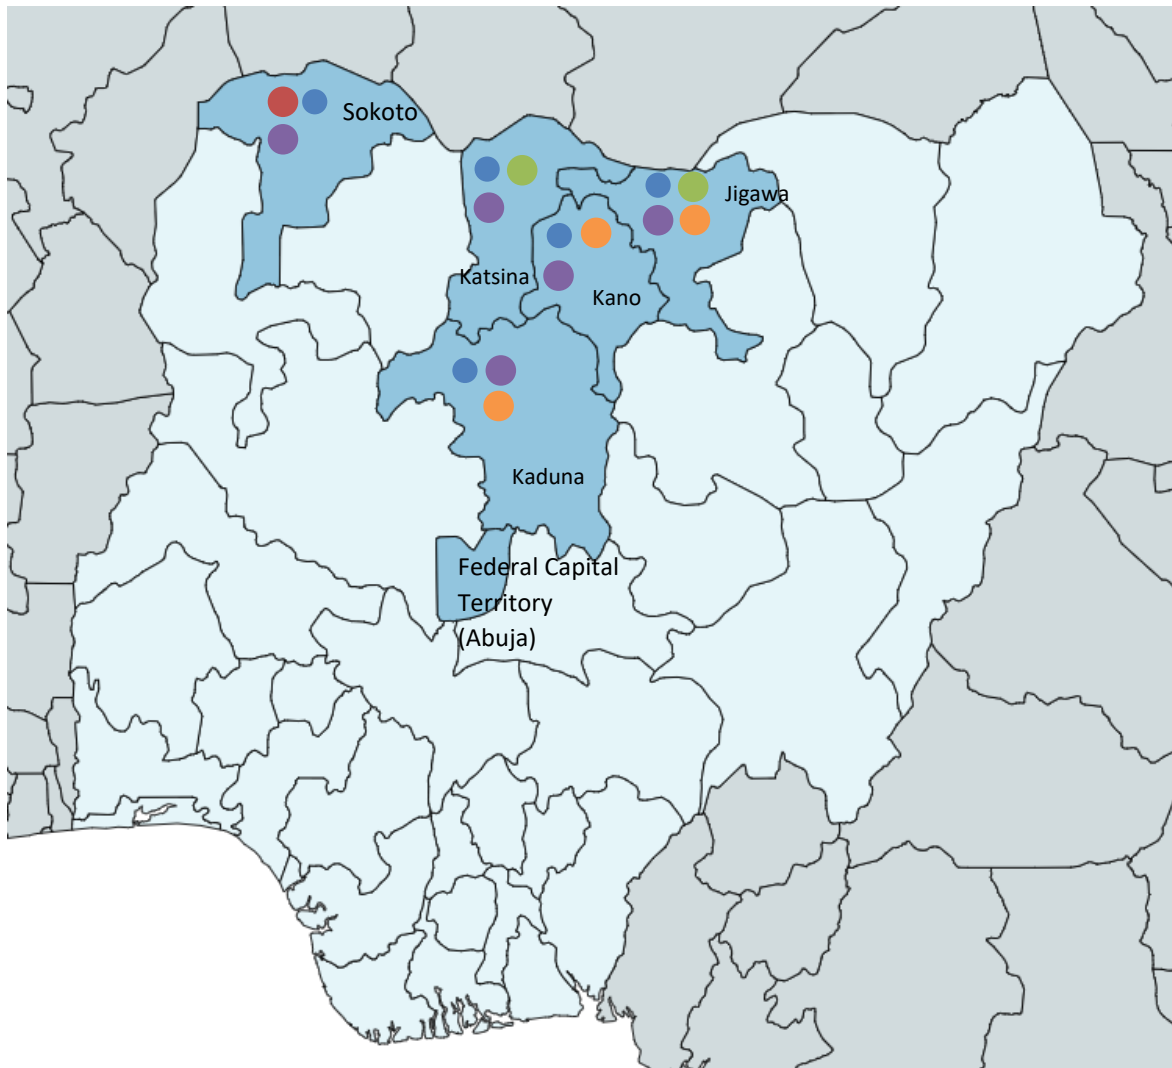 Sokoto
Jigawa
Katsina
Kano
Kaduna
Federal Capital
Territory
(Abuja)